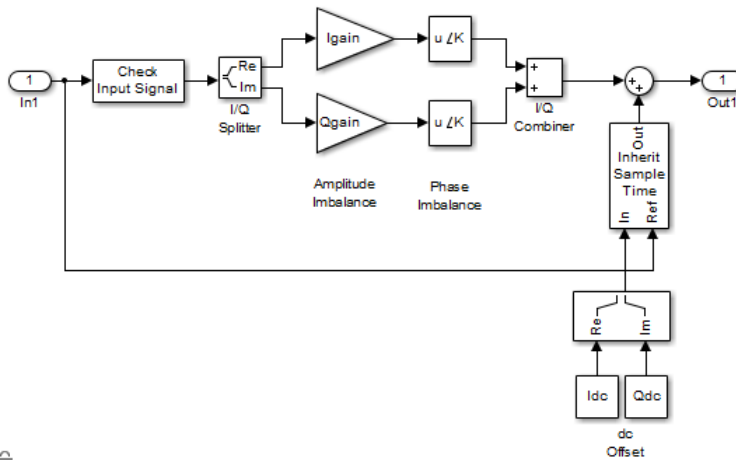 1
In1
Check
Input Signal
Re
Im
I/Q
Splitter
Igain
Qgain
Amplitude
Imbalance
u∠K
u∠K
Phase
Imbalance
+
+
I/Q
Combiner
+
+
1
Out1
Out
Inherit
Sample
Time
In
Ref
Re
Im
Idc
Qdc
dc
Offset